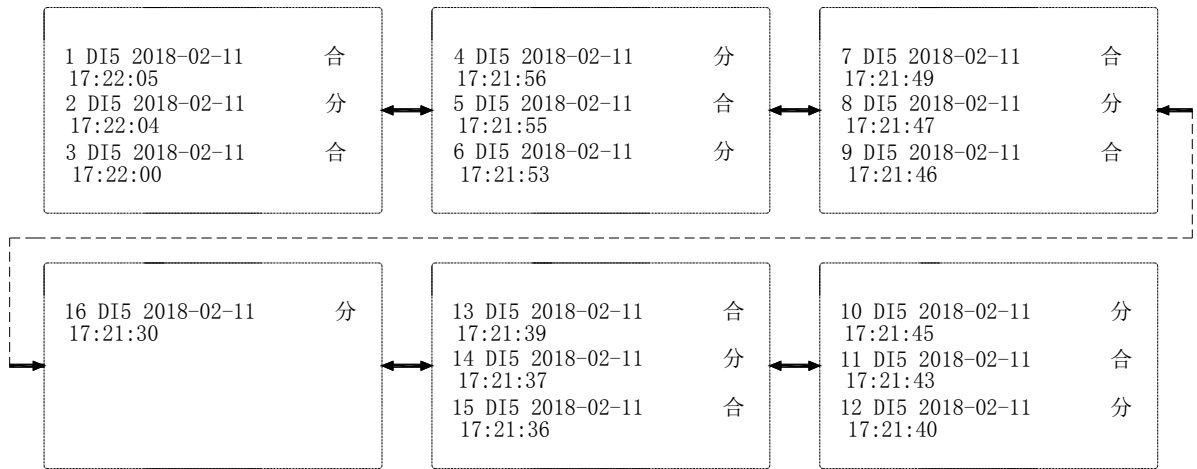 1 DI5 2018-02-11 合
17:22:05
2 DI5 2018-02-11 分
17:22:04
3 DI5 2018-02-11 合
17:22:00
4 DI5 2018-02-11 分
17:21:56
5 DI5 2018-02-11 合
17:21:55
6 DI5 2018-02-11 分
17:21:53
7 DI5 2018-02-11 合
17:21:49
8 DI5 2018-02-11 分
17:21:47
9 DI5 2018-02-11 合
17:21:46
16 DI5 2018-02-11 分
17:21:30
13 DI5 2018-02-11 合
17:21:39
14 DI5 2018-02-11 分
17:21:37
15 DI5 2018-02-11 合
17:21:36
10 DI5 2018-02-11 分
17:21:45
11 DI5 2018-02-11 合
17:21:43
12 DI5 2018-02-11 分
17:21:40